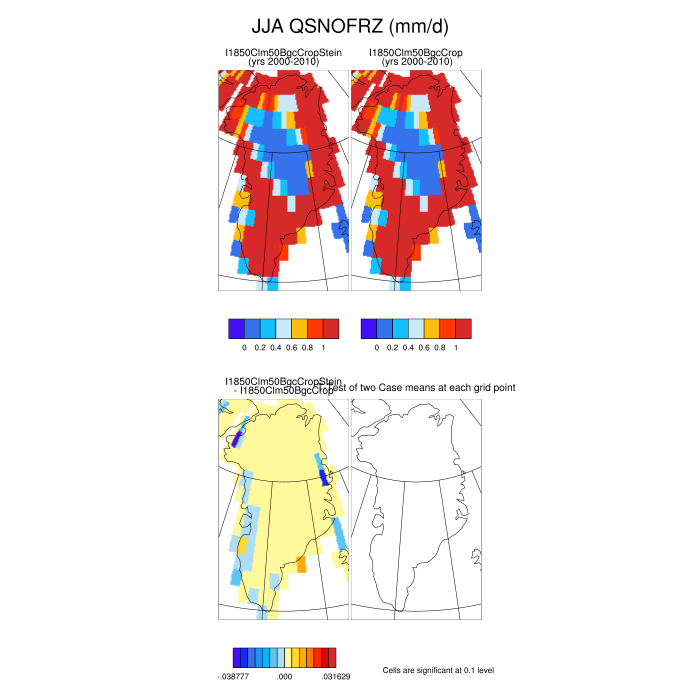 JJA QSNOFRZ (mm/d)
I1850Clm50BgcCropStein
(yrs 2000-2010)
I1850Clm50BgcCrop
(yrs 2000-2010)
0 0.2 0.4 0.6 0.8 1
0 0.2 0.4 0.6 0.8 1
I1850Clm50BgcCropStein
- I1850Clm50BgcCrop
of two Case means at each grid point
-.038777 .000 .031629
Cells are significant at 0.1 level